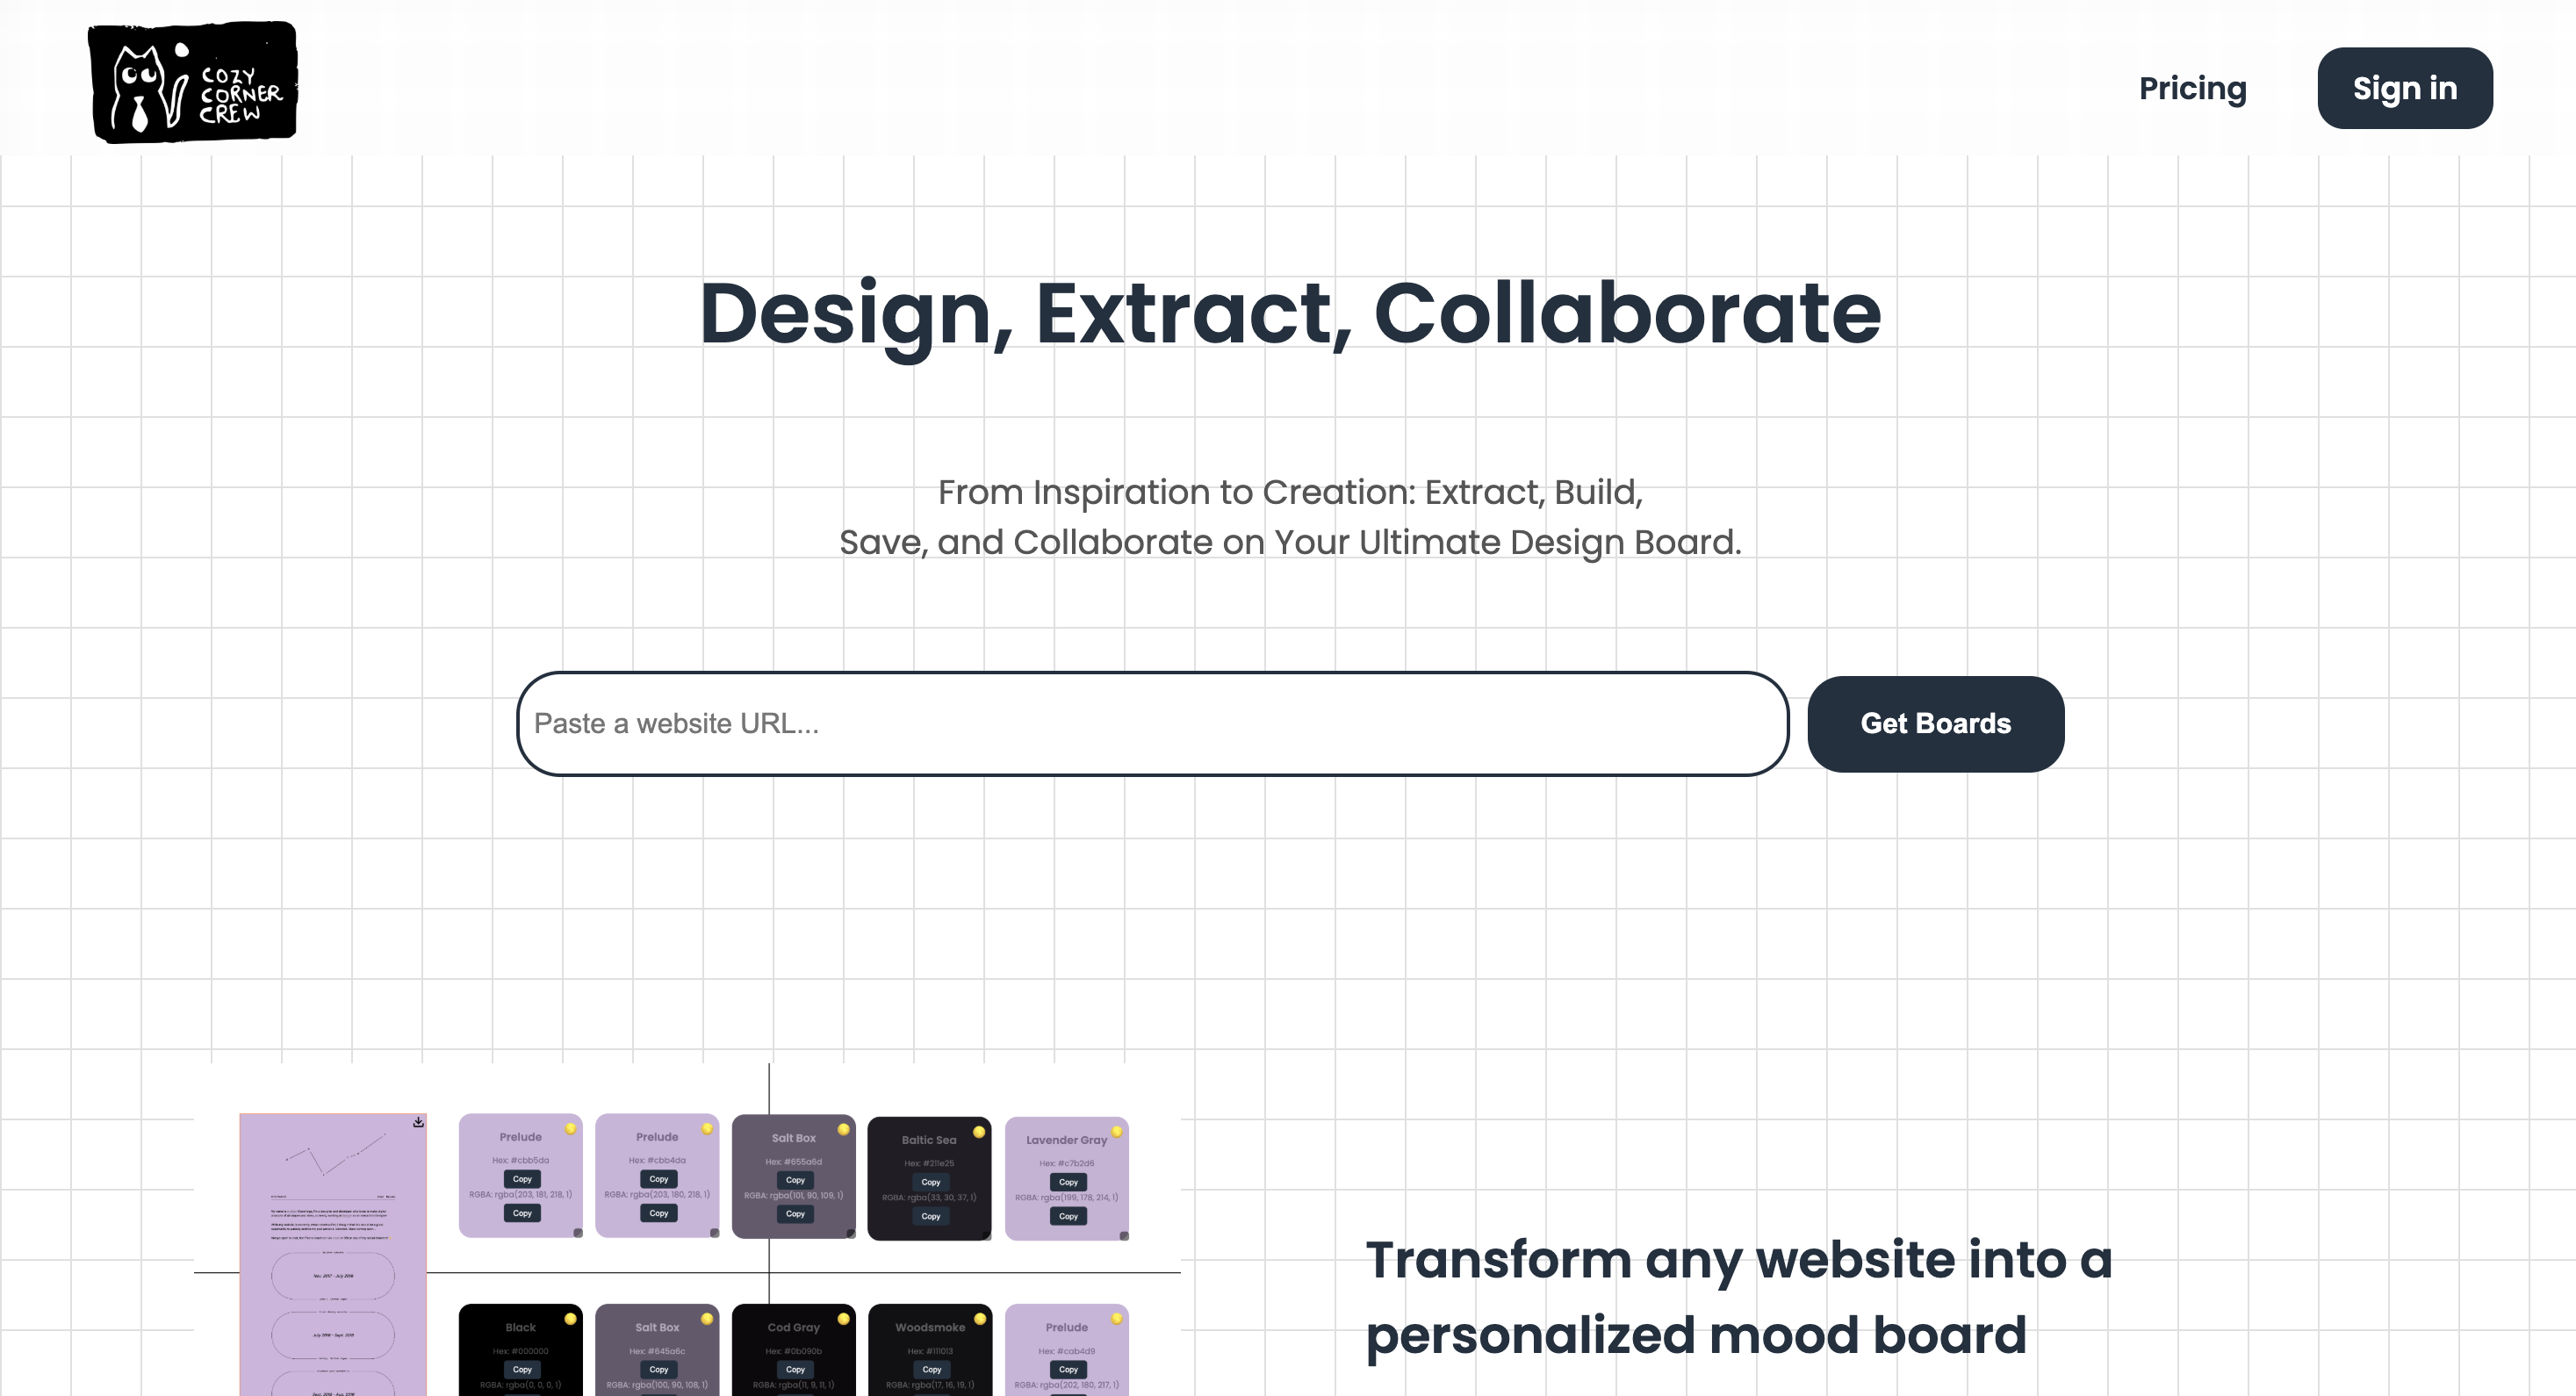 COZY
CORNER
CREW
Pricing
Sign in
Design, Extract, Collaborate
From Inspiration to Creation: Extract, Build,
Save, and Collaborate on Your Ultimate Design Board.
Paste a website URL...
Get Boards
Prelude
Hex: #cbb5da
Copy
RGBA: rgba(203, 181, 218, 1)
Copy
Prelude
Hex: #cbb4da
Copy
RGBA: rgba(203, 180, 218, 1)
Copy
Salt Box
Hex: #655a6d
Copy
RGBA: rgba(101, 90, 109, 1)
Copy
Baltic Sea
Hex: #211e25
Copy
RGBA: rgba(33, 30, 37, 1)
Copy
Lavender Gray
Hex: #c7b2d6
Copy
RGBA: rgba(199, 178, 214, 1)
Copy
Black
Hex: #000000
Copy
RGBA: rgba(0, 0, 0, 1)
Salt Box
Hex: #645a6c
Copy
RGBA: rgba(100, 90, 108, 1)
Cod Gray
Hex: #0b090b
Copy
RGBA: rgba(11, 9, 11, 1)
Woodsmoke
Hex: #111013
Copy
RGBA: rgba(17, 16, 19, 1)
Prelude
Hex: #cab4d9
Copy
RGBA: rgba(202, 180, 217, 1)
Transform any website into a
personalized mood board